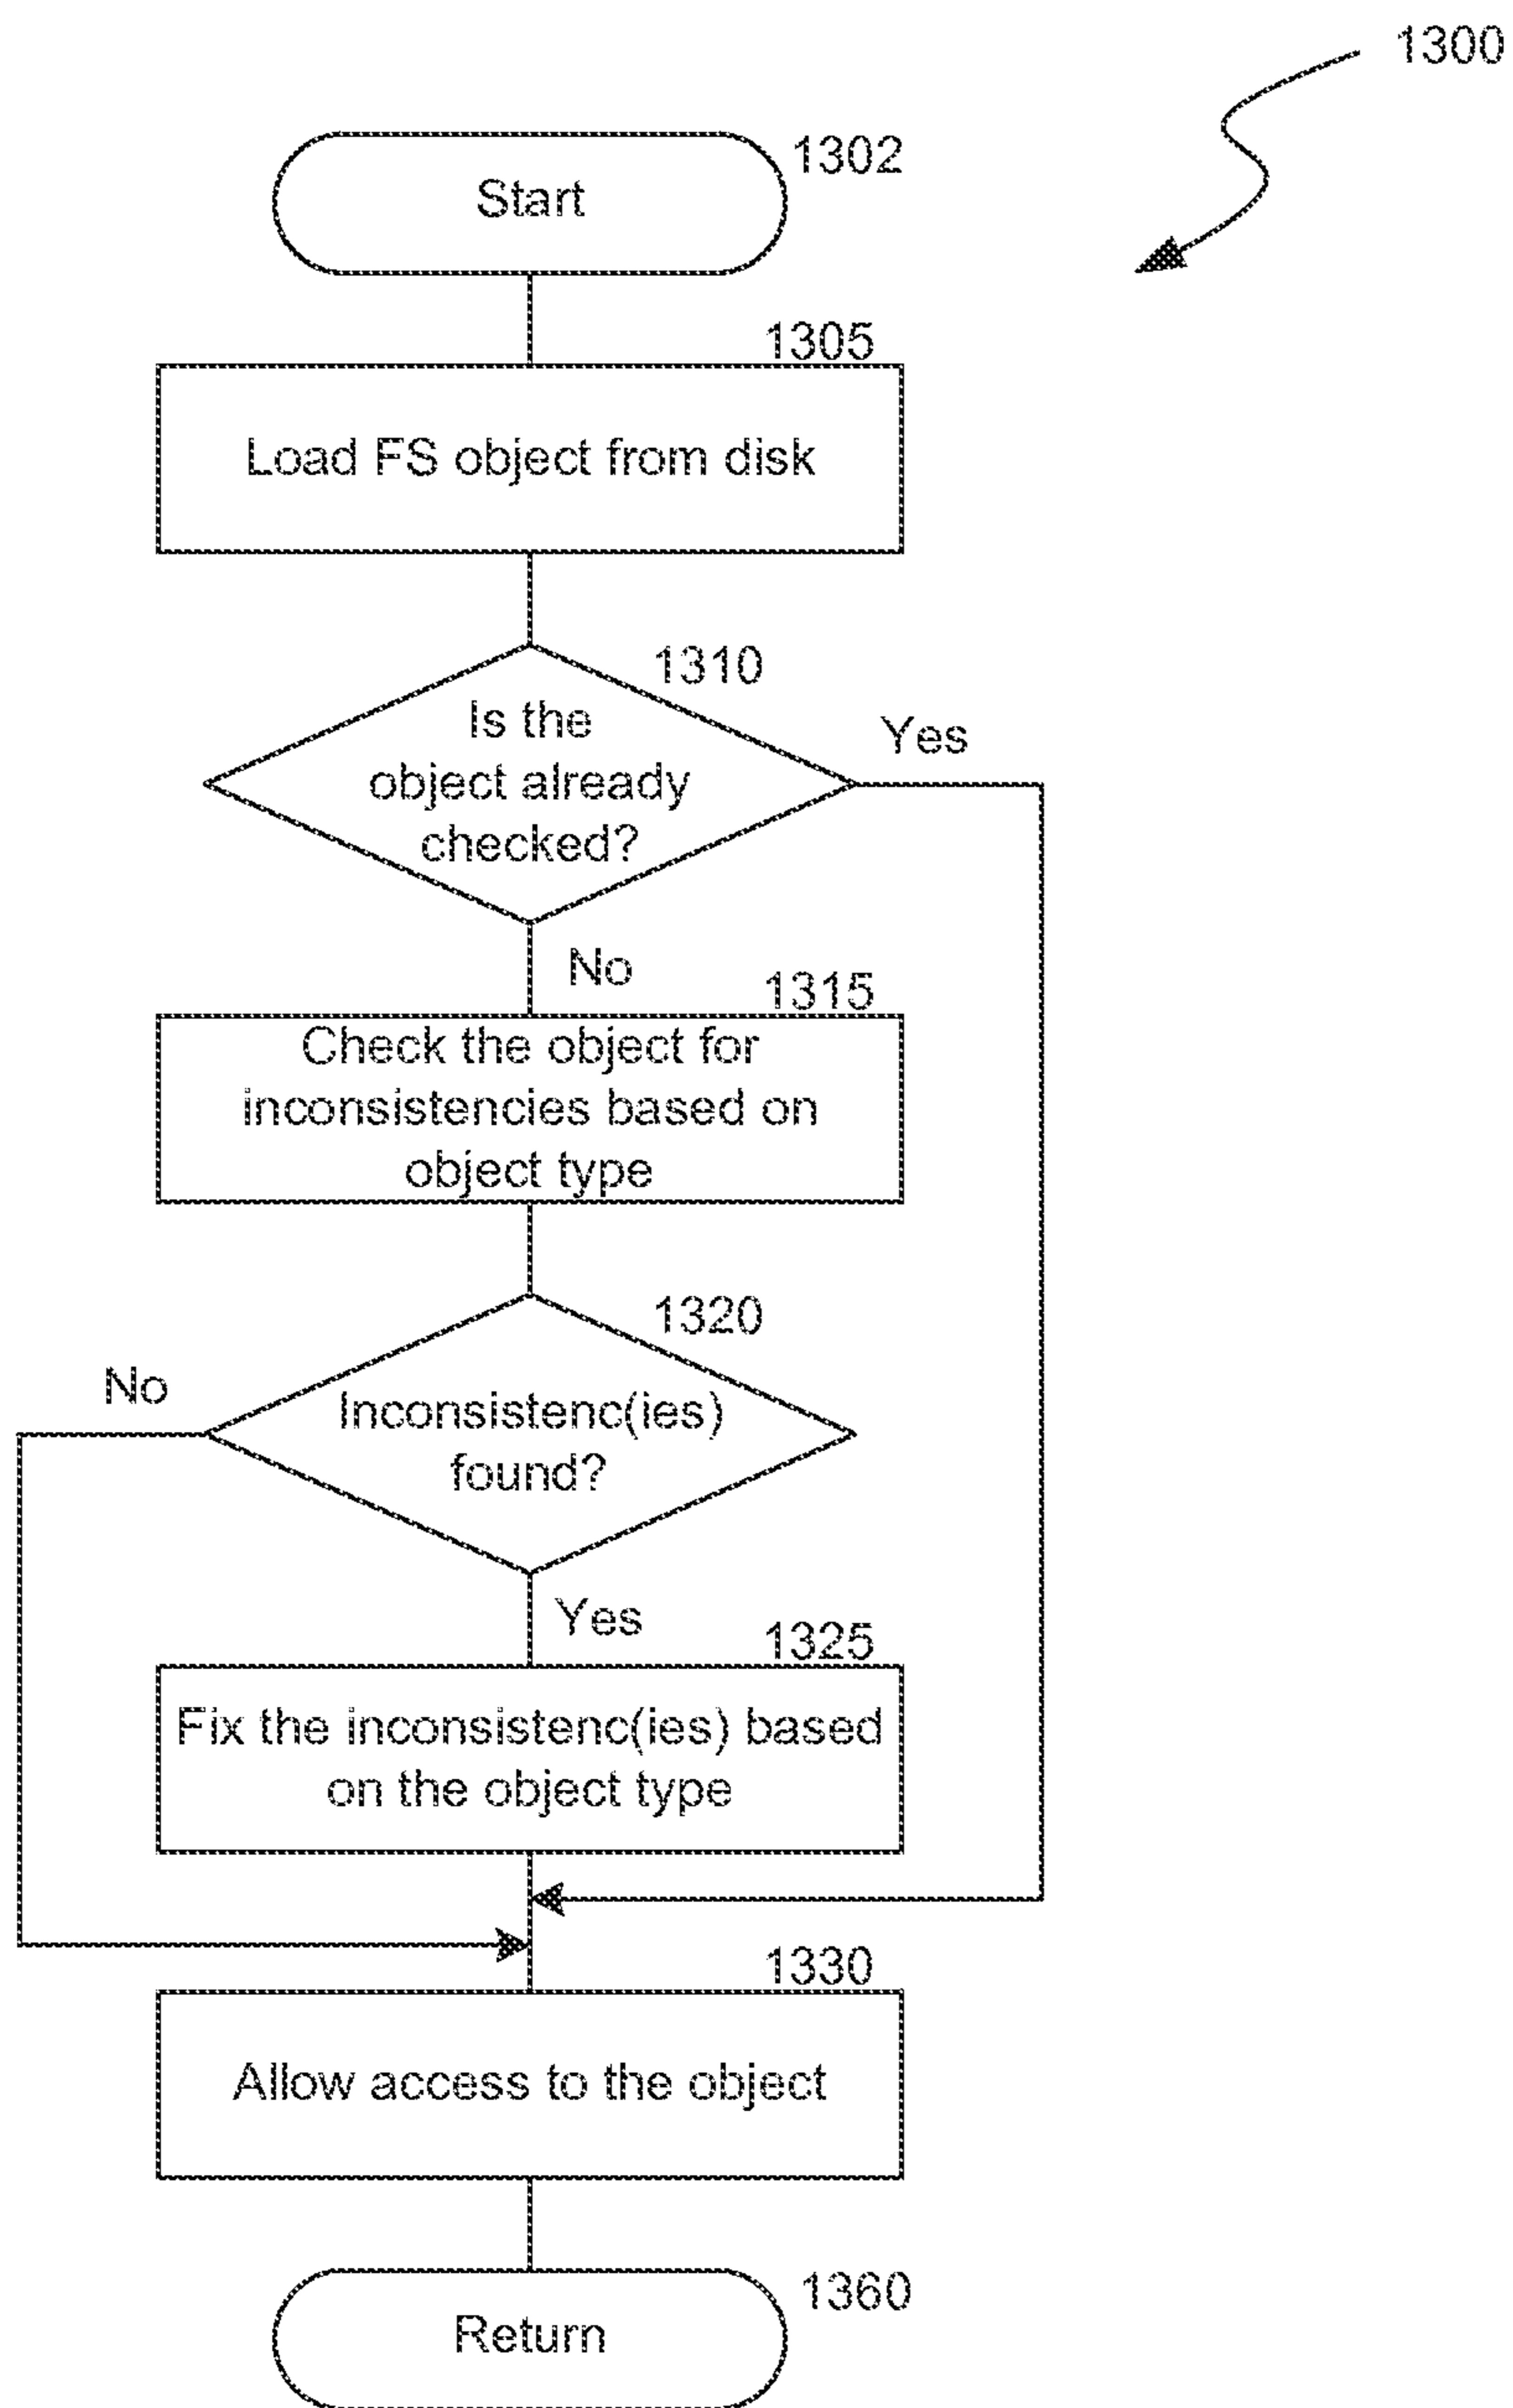 1300
1302
Start
1305
Load FS object from disk
1310
Is the
object already
checked?
Yes
No
1315
Check the object for
inconsistencies based on
object type
1320
No
Inconsistenc(ies)
found?
Yes
1325
Fix the inconsistenc(ies) based
on the object type
1330
Allow access to the object
1360
Return